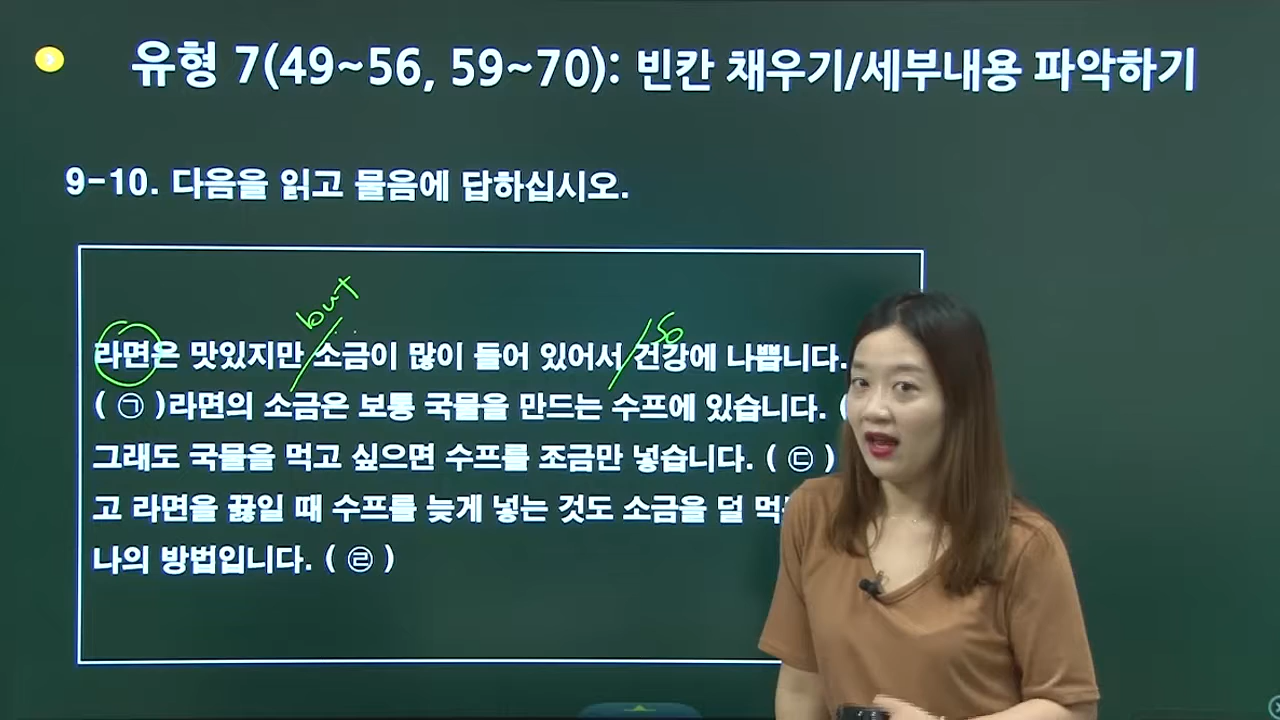 유형 7(49~56, 59~70): 빈칸 채우기/세부내용 파악하기
9-10. 다음을 읽고 물음에 답하십시오.
but
so
라면은 맛있지만 소금이 많이 들어 있어서 건강에 나쁩니다.
( ㉠ )라면의 소금은 보통 국물을 만드는 수프에 있습니다. (
그래도 국물을 먹고 싶으면 수프를 조금만 넣습니다. ( ㉢ )
고 라면을 끓일 때 수프를 늦게 넣는 것도 소금을 덜
나의 방법입니다. ( ㉣ )